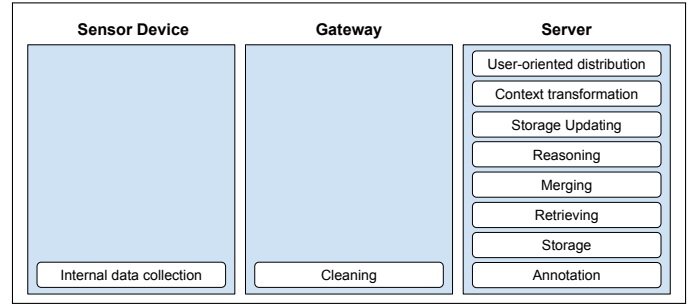 Sensor Device
Gateway
Server
User-oriented distribution
Context transformation
Storage Updating
Reasoning
Merging
Retrieving
Storage
Internal data collection
Cleaning
Annotation